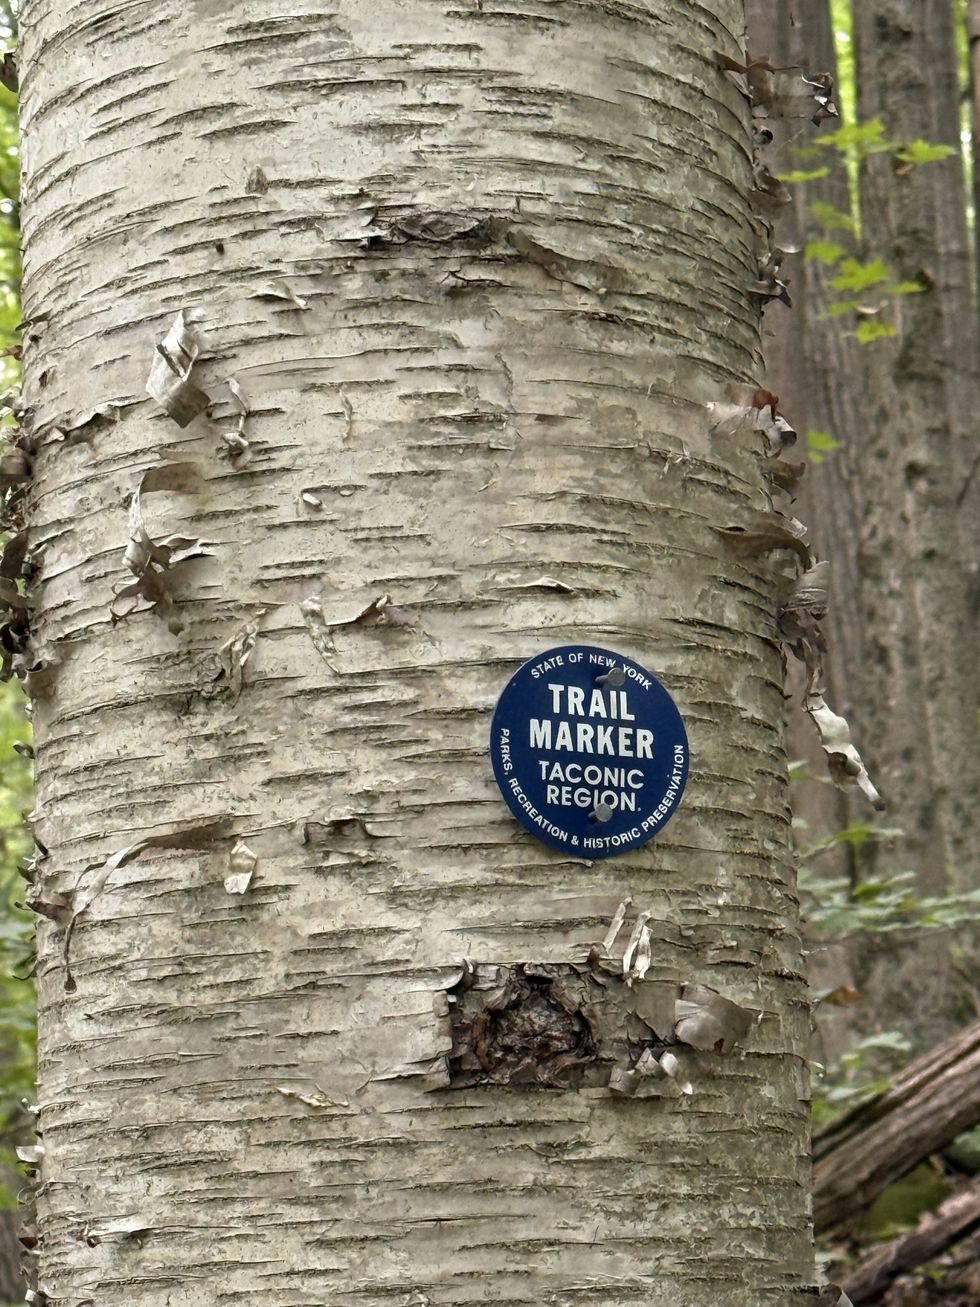 STATE OF NEW YORK
TRAIL
MARKER
TACONIC
REGION
PARKS, RECREATION & HISTORIC PRESERVATION